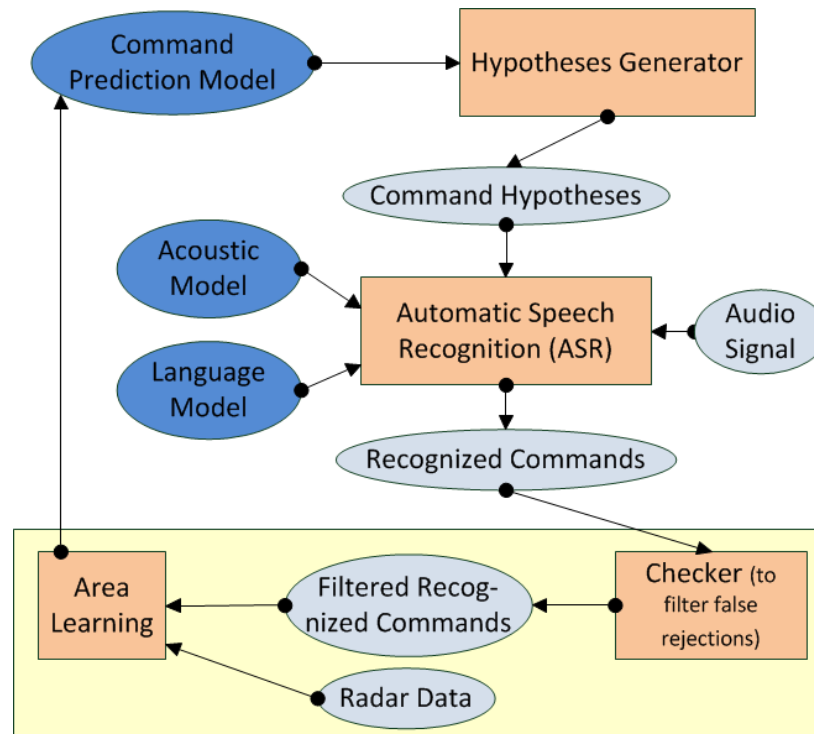 Command
Prediction Model
Hypotheses Generator
Command Hypotheses
Acoustic
Model
Automatic Speech
Recognition (ASR)
Audio
Signal
Language
Model
Recognized Commands
Area
Learning
Filtered Recog-
nized Commands
Checker (to
filter false
rejections)
Radar Data